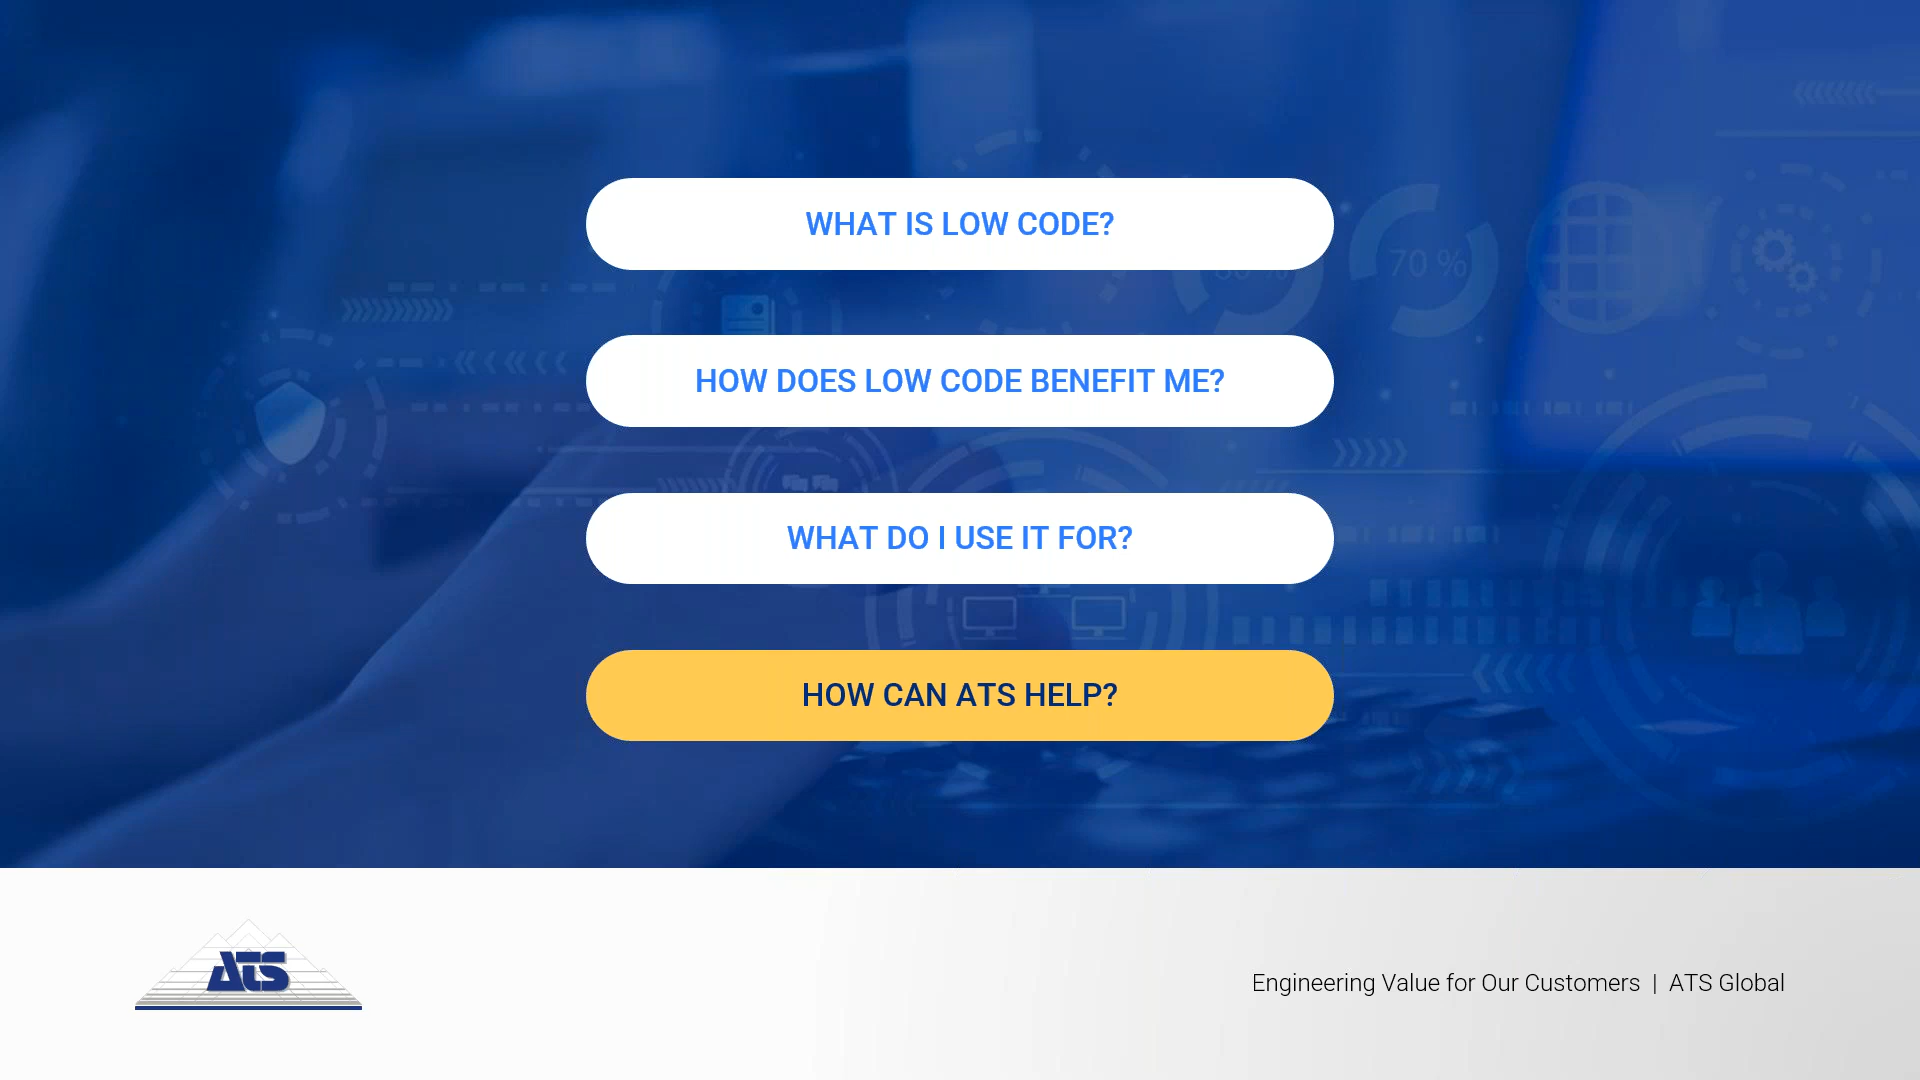 WHAT IS LOW CODE?
70 %
HOW DOES LOW CODE BENEFIT ME?
WHAT DO I USE IT FOR?
HOW CAN ATS HELP?
ATS
Engineering Value for Our Customers | ATS Global